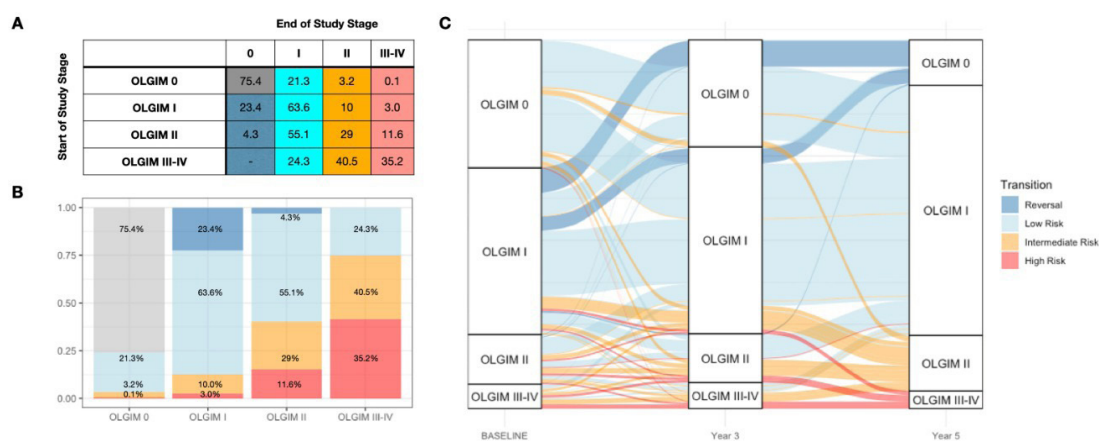 A
End of Study Stage
Start of Study Stage
0 I II III-IV
OLGIM 0 75.4 21.3 3.2 0.1
OLGIM I 23.4 63.6 10 3.0
OLGIM II 4.3 55.1 29 11.6
OLGIM III-IV - 24.3 40.5 35.2
B
1.00
0.75
0.50
0.25
0.00
75.4%
21.3%
3.2%
0.1%
23.4%
63.6%
10.0%
3.0%
4.3%
55.1%
29%
11.6%
24.3%
40.5%
35.2%
OLGIM 0 OLGIM I OLGIM II OLGIM III-IV
C
OLGIM 0
OLGIM I
OLGIM II
OLGIM III-IV
OLGIM 0
OLGIM I
OLGIM II
OLGIM III-IV
OLGIM 0
OLGIM I
OLGIM II
OLGIM III-IV
BASELINE Year 3 Year 5
Transition
Reversal
Low Risk
Intermediate Risk
High Risk